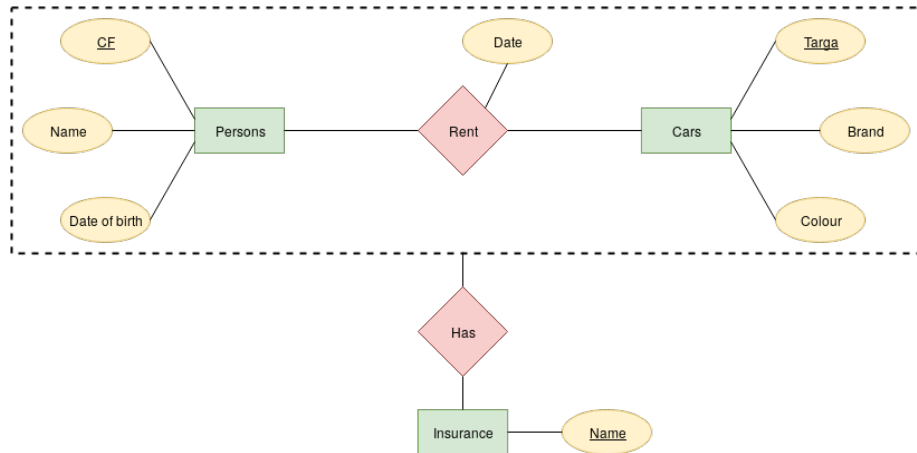 CF
Date
Targa
Name
Persons
Rent
Cars
Brand
Date of birth
Colour
Has
Insurance
Name